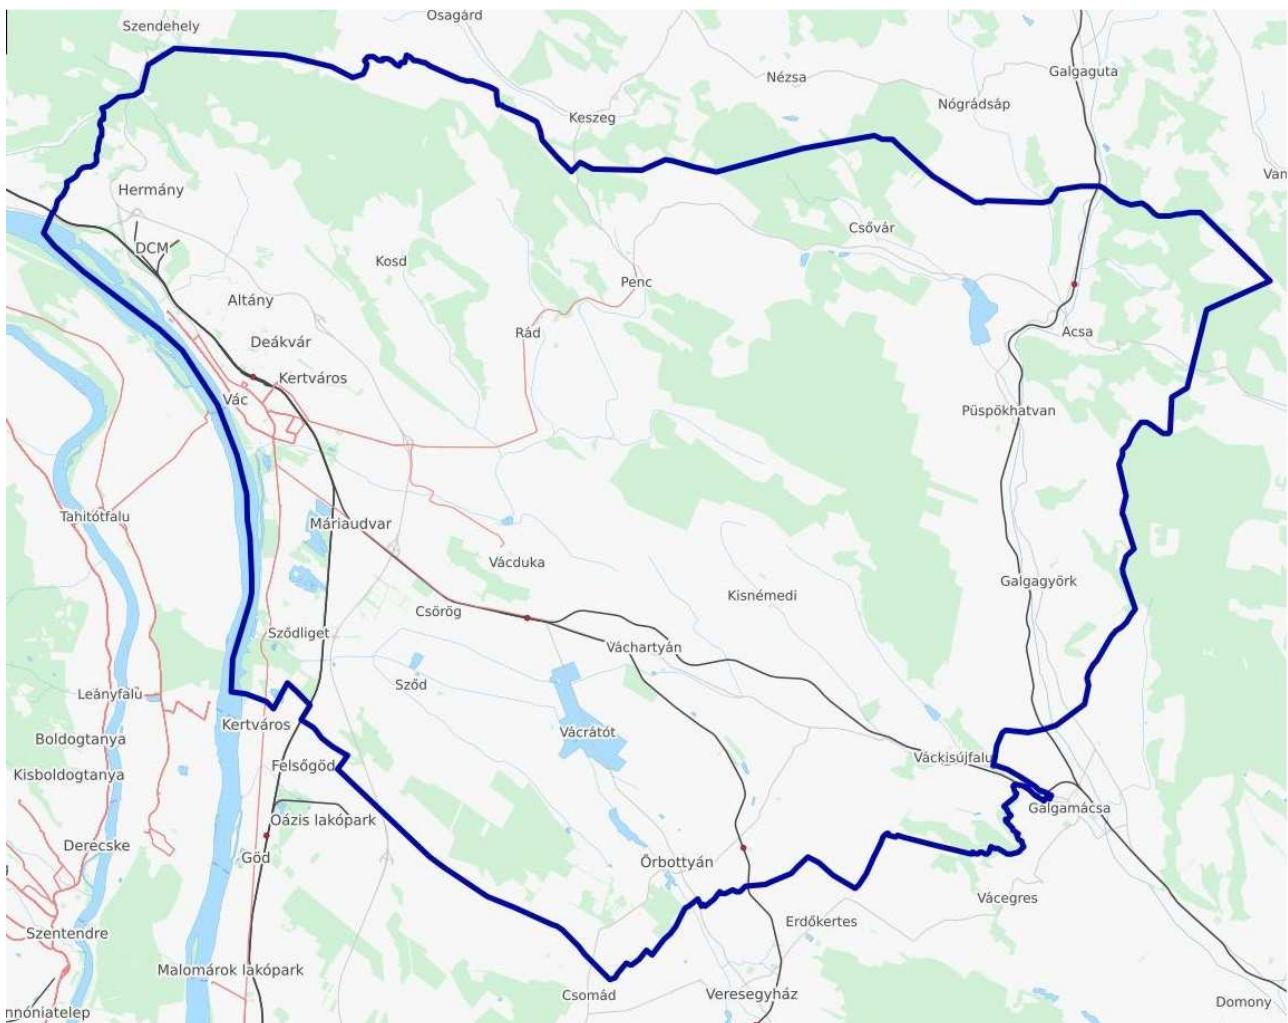 Osagård
Szendehely
Galgaguta
Nézsa
Nógrádsáp
Keszeg
Van
Hermány
Csővár
DCM
Kosd
Penc
Altány
Rád
Acsa
Deákvár
Kertváros
Vác
Püspökhatvan
Tahitótfalu
Máriaudvar
Vácduka
Galgagyörk
Kisnémedi
Csörög
Sződliget
Váchartyán
Sződ
Leányfalu
Kertváros
Vácrátót
Boldogtanya
Váckisújfalu
Felsőgöd
Kisboldogtanya
Galgamácsa
Oázis lakópark
Derecske
Göd
Őrbottyán
Vácegres
Erdőkertes
Szentendre
Malomárok lakópark
Csomád
Veresegyház
Domony
nnóniatelep